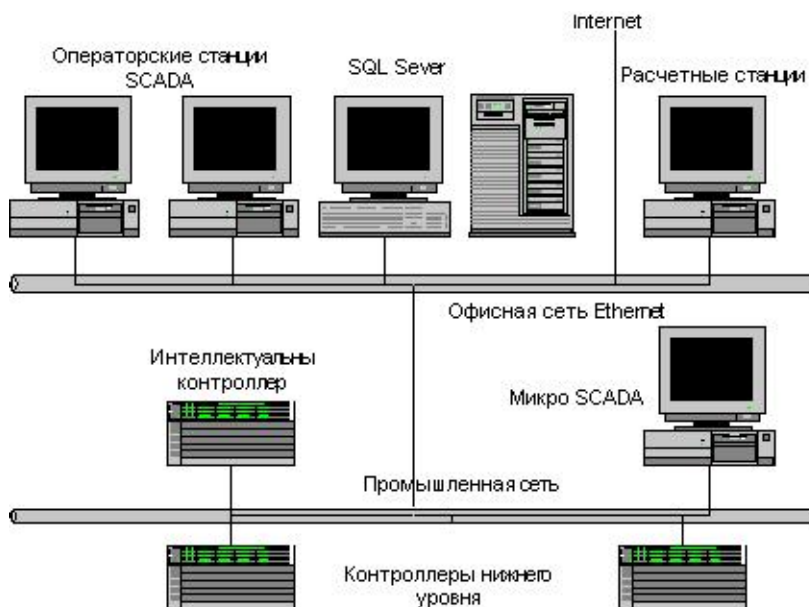 Internet
Операторские станции
SCADA
SQL Sever
Расчетные станции
Офисная сеть Ethernet
Интеллектуальны
контроллер
Микро SCADA
Промышленная сеть
Контроллеры нижнего
уровня